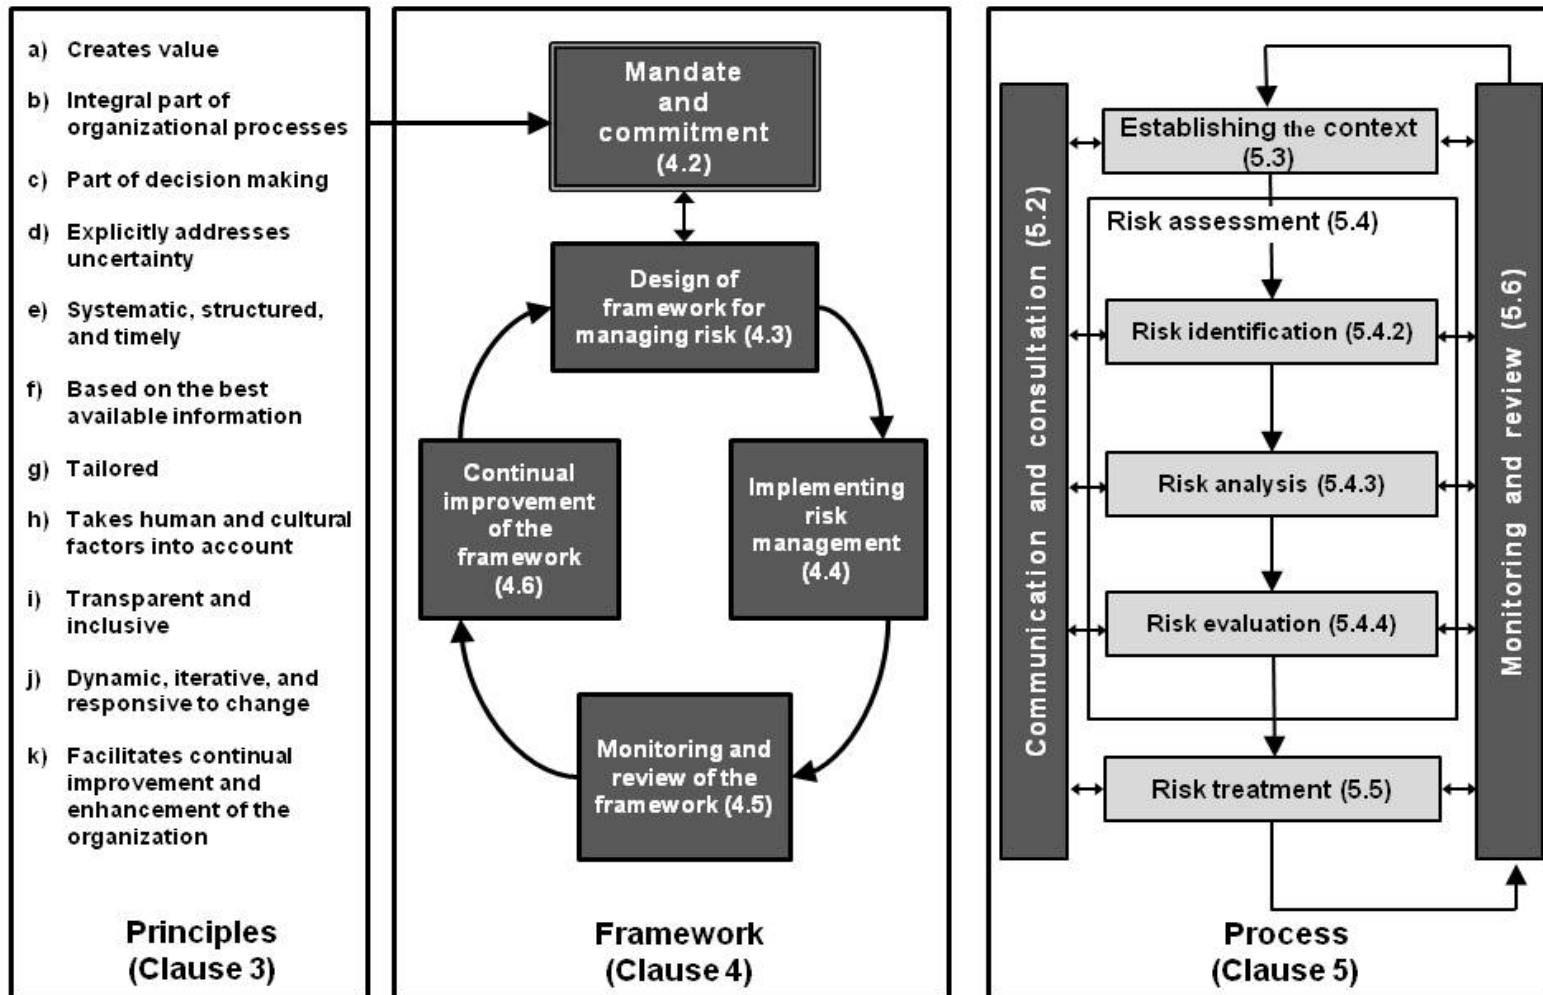 a) Creates value
b) Integral part of
organizational processes
c) Part of decision making
d) Explicitly addresses
uncertainty
e) Systematic, structured,
and timely
f) Based on the best
available information
g) Tailored
h) Takes human and cultural
factors into account
i) Transparent and
inclusive
j) Dynamic, iterative, and
responsive to change
k) Facilitates continual
improvement and
enhancement of the
organization
Principles
(Clause 3)
Mandate
and
commitment
(4.2)
Design of
framework for
managing risk (4.3)
Implementing
risk
management
(4.4)
Monitoring and
review of the
framework (4.5)
Continual
improvement
of the
framework
(4.6)
Framework
(Clause 4)
Communication and consultation (5.2)
Establishing the context
(5.3)
Risk assessment (5.4)
Risk identification (5.4.2)
Risk analysis (5.4.3)
Risk evaluation (5.4.4)
Risk treatment (5.5)
Monitoring and review (5.6)
Process
(Clause 5)